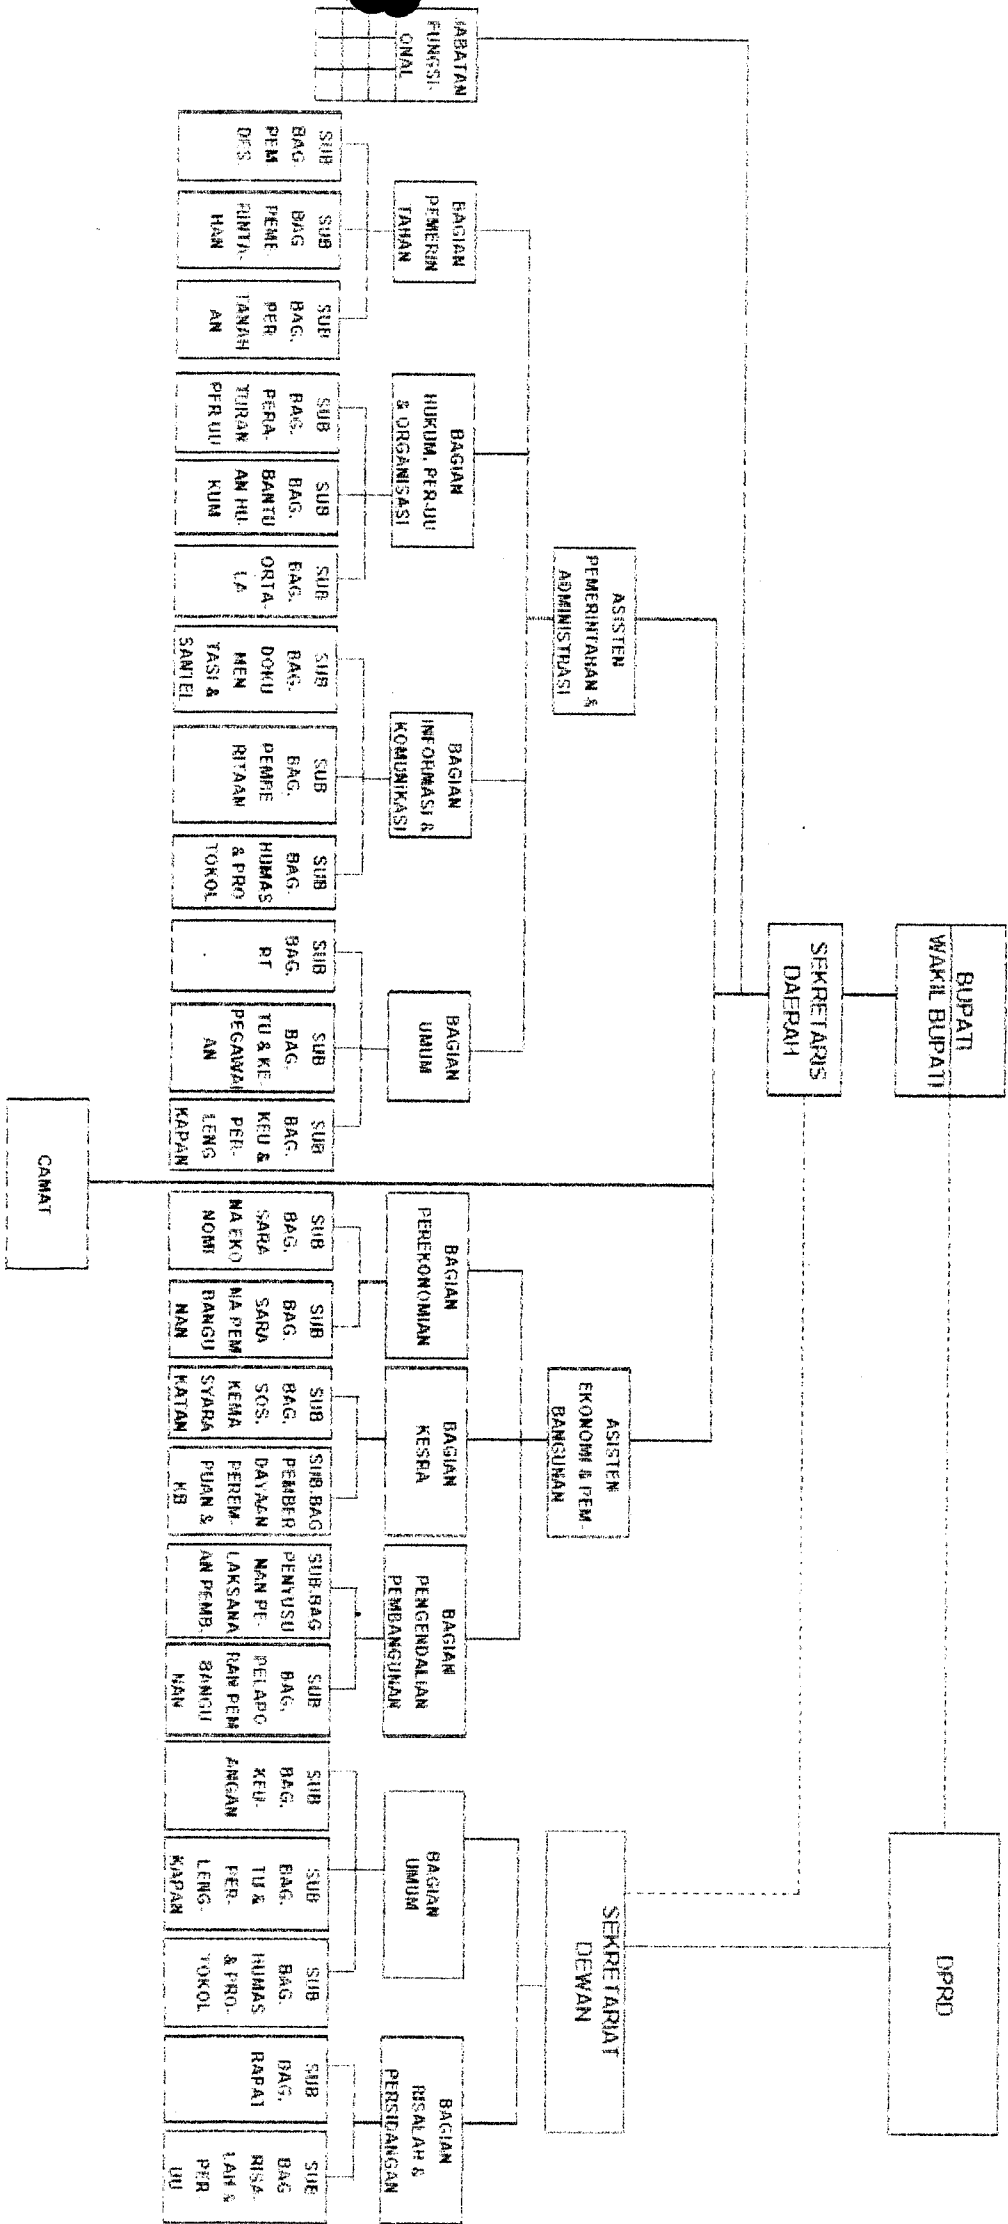 BUPATI
WAKIL BUPATI
DPRD
SEKRETARIS
DAERAH
SEKRETARIAT
DEWAN
ASISTEN
PEMERINTAHAN &
ADMINISTRASI
ASISTEN
EKONOMI & PEM-
BANGUNAN
JABATAN
FUNGSI-
ONAL
BAGIAN
PEMERIN
TAHAN
BAGIAN
HUKUM, PER-UU
& ORGANISASI
BAGIAN
INFORMASI &
KOMUNIKASI
BAGIAN
UMUM
BAGIAN
PEREKONOMIAN
BAGIAN
KESRA
BAGIAN
PENGENDALIAN
PEMBANGUNAN
BAGIAN
UMUM
BAGIAN
RISALAH &
PERSIDANGAN
SUB
BAG.
PEM
DES.
SUB
BAG
PEME-
RINTA-
HAN
SUB
BAG.
PER
TANAH
AN
SUB
BAG.
PERA-
TURAN
PER UU
SUB
BAG.
BANTU
AN HU-
KUM
SUB
BAG.
ORTA-
LA
SUB
BAG.
DOKU
MEN
TASI &
SANTEL
SUB
BAG.
PEMBE
RITAAN
SUB
BAG.
HUMAS
& PRO
TOKOL
SUB
BAG.
RT
SUB
BAG.
TU & KE-
PEGAWAI
AN
SUB
BAG.
KEU &
PER-
LENG
KAPAN
SUB
BAG.
SARA
NA EKO
NOMI
SUB
BAG.
SARA
NA PEM
BANGU
NAN
SUB
BAG.
SOS.
KEMA
SYARA
KATAN
SUB.BAG
PEMBER
DAYAAN
PEREM-
PUAN &
KB
SUB.BAG
PENYUSU
NAN PE-
LAKSANA
AN PEMB.
SUB
BAG.
PELAPO
RAN PEM
BANGU
NAN
SUB
BAG.
KEU-
ANGAN
SUB
BAG.
TU &
PER-
LENG-
KAPAN
SUB
BAG.
HUMAS
& PRO-
TOKOL
SUB
BAG.
RAPAT
SUB
BAG
RISA-
LAH &
PER-
UU
CAMAT